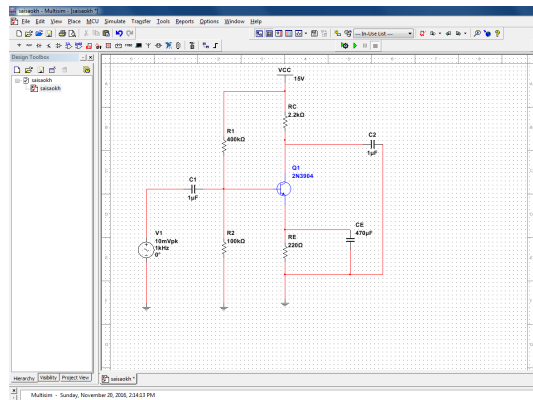 saisaokh - Multisim - [saisaokh *]
File Edit View Place MCU Simulate Transfer Tools Reports Options Window Help
--- In-Use List ---
Design Toolbox
saisaokh
saisaokh
VCC
15V
RC
2.2kΩ
R1
400kΩ
C2
1µF
Q1
2N3904
C1
1µF
V1
10mVpk
1kHz
0°
R2
100kΩ
RE
220Ω
CE
470µF
Hierarchy Visibility Project View
saisaokh *
Multisim - Sunday, November 20, 2016, 2:14:13 PM